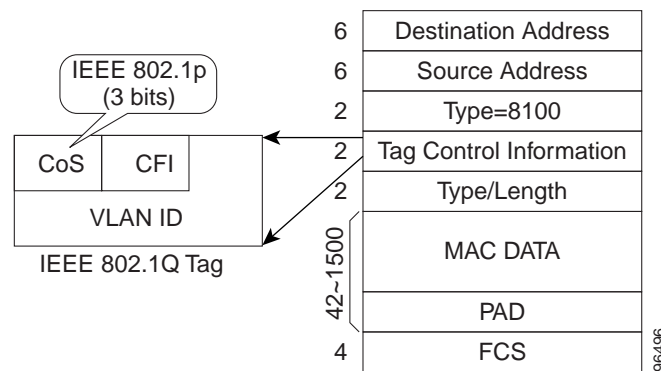 IEEE 802.1p
(3 bits)
CoS
CFI
VLAN ID
IEEE 802.1Q Tag
6 Destination Address
6 Source Address
2 Type=8100
2 Tag Control Information
2 Type/Length
42~1500
MAC DATA
PAD
4 FCS
96496